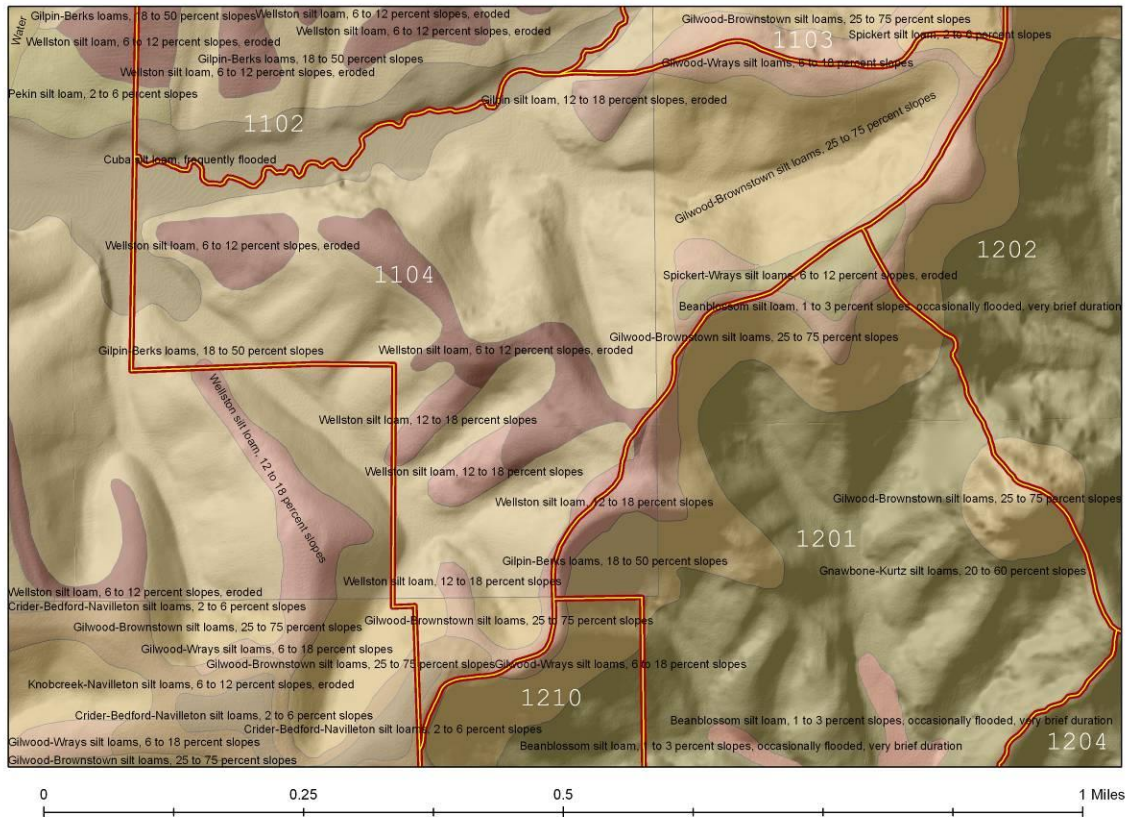 Gilpin-Berks loams, 18 to 50 percent slopes
Wellston silt loam, 6 to 12 percent slopes, eroded
Gilwood-Brownstown silt loams, 25 to 75 percent slopes
Water
Wellston silt loam, 6 to 12 percent slopes, eroded
Spickert silt loam, 2 to 6 percent slopes
Wellston silt loam, 6 to 12 percent slopes, eroded
1103
Gilpin-Berks loams, 18 to 50 percent slopes
Gilwood-Wrays silt loams, 6 to 18 percent slopes
Wellston silt loam, 6 to 12 percent slopes, eroded
Pekin silt loam, 2 to 6 percent slopes
Gilpin silt loam, 12 to 18 percent slopes, eroded
1102
Gilwood-Brownstown silt loams, 25 to 75 percent slopes
Cuba silt loam, frequently flooded
Wellston silt loam, 6 to 12 percent slopes, eroded
1202
1104
Spickert-Wrays silt loams, 6 to 12 percent slopes, eroded
Beanblossom silt loam, 1 to 3 percent slopes, occasionally flooded, very brief duration
Gilwood-Brownstown silt loams, 25 to 75 percent slopes
Gilpin-Berks loams, 18 to 50 percent slopes
Wellston silt loam, 6 to 12 percent slopes, eroded
Wellston silt loam, 12 to 18 percent slopes
Wellston silt loam, 12 to 18 percent slopes
Wellston silt loam, 12 to 18 percent slopes
Wellston silt loam, 12 to 18 percent slopes
Gilwood-Brownstown silt loams, 25 to 75 percent slopes
1201
Gilpin-Berks loams, 18 to 50 percent slopes
Gnawbone-Kurtz silt loams, 20 to 60 percent slopes
Wellston silt loam, 12 to 18 percent slopes
Wellston silt loam, 6 to 12 percent slopes, eroded
Crider-Bedford-Navilleton silt loams, 2 to 6 percent slopes
Gilwood-Brownstown silt loams, 25 to 75 percent slopes
Gilwood-Brownstown silt loams, 25 to 75 percent slopes
Gilwood-Wrays silt loams, 6 to 18 percent slopes
Gilwood-Brownstown silt loams, 25 to 75 percent slopes
Gilwood-Wrays silt loams, 6 to 18 percent slopes
Knobcreek-Navilleton silt loams, 6 to 12 percent slopes, eroded
1210
Crider-Bedford-Navilleton silt loams, 2 to 6 percent slopes
Beanblossom silt loam, 1 to 3 percent slopes, occasionally flooded, very brief duration
Crider-Bedford-Navilleton silt loams, 2 to 6 percent slopes
Gilwood-Wrays silt loams, 6 to 18 percent slopes
Beanblossom silt loam, 1 to 3 percent slopes, occasionally flooded, very brief duration
1204
Gilwood-Brownstown silt loams, 25 to 75 percent slopes
0 0.25 0.5 1 Miles